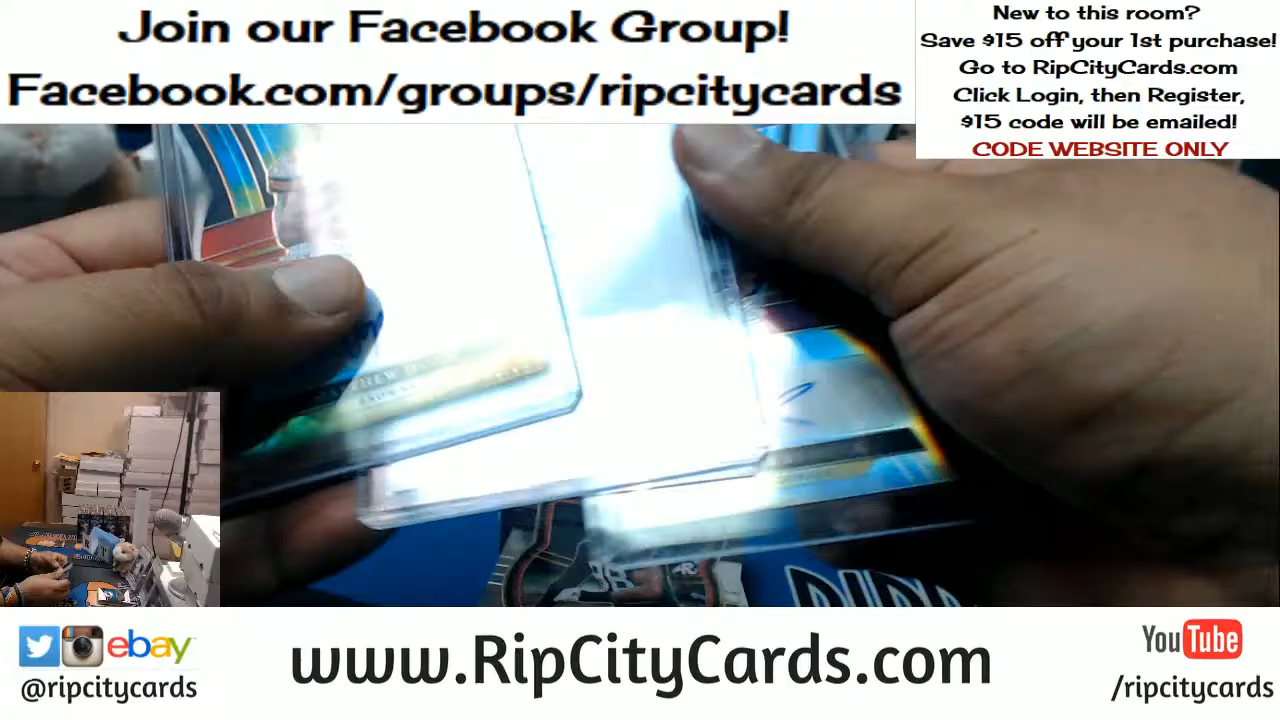 Join our Facebook Group!
Facebook.com/groups/ripcitycards
New to this room?
Save $15 off your 1st purchase!
Go to RipCityCards.com
Click Login, then Register,
$15 code will be emailed!
CODE WEBSITE ONLY
98
ebay
@ripcitycards
www.RipCityCards.com
YouTube
/ripcitycards